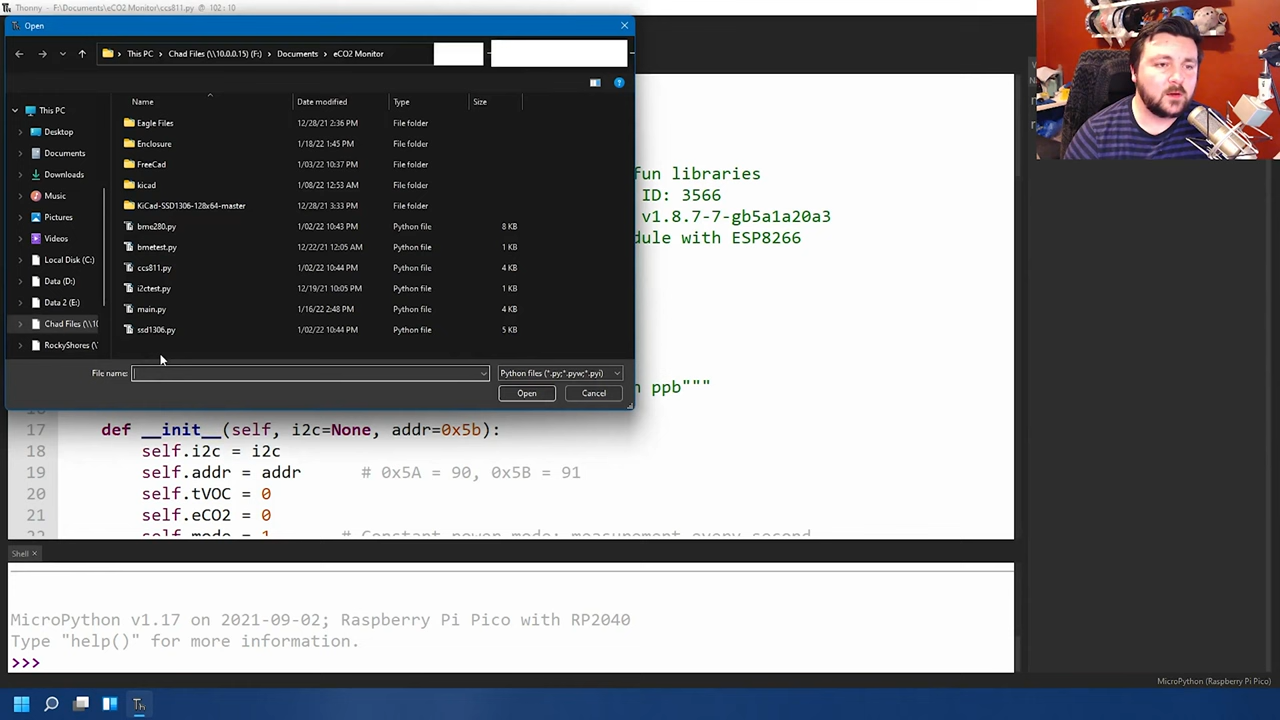 Thonny - F:\Documents\eCO2 Monitor\ccs811.py @ 102 : 10
Open
This PC > Chad Files (\\10.0.0.15) (F:) > Documents > eCO2 Monitor
Name Date modified Type Size
This PC
Desktop
Documents
Downloads
Music
Pictures
Videos
Local Disk (C:)
Data (D:)
Data 2 (E:)
Chad Files (\\10
RockyShores (\\
Eagle Files 12/28/21 2:36 PM File folder
Enclosure 1/18/22 1:45 PM File folder
FreeCad 1/03/22 10:37 PM File folder
kicad 1/08/22 12:53 AM File folder
KiCad-SSD1306-128x64-master 12/28/21 3:33 PM File folder
bme280.py 1/02/22 10:43 PM Python file 8 KB
bmetest.py 12/22/21 12:05 AM Python file 1 KB
ccs811.py 1/02/22 10:44 PM Python file 4 KB
i2ctest.py 12/19/21 10:05 PM Python file 1 KB
main.py 1/16/22 2:48 PM Python file 4 KB
ssd1306.py 1/02/22 10:44 PM Python file 5 KB
File name: Python files (*.py;*.pyw;*.pyi)
Open Cancel
fun libraries
ID: 3566
v1.8.7-7-gb5a1a20a3
dule with ESP8266
n ppb"""
17 def __init__(self, i2c=None, addr=0x5b):
18 self.i2c = i2c
19 self.addr = addr # 0x5A = 90, 0x5B = 91
20 self.tVOC = 0
21 self.eCO2 = 0
22 self.mode = 1 # Constant power mode: measurement every second
Shell ×
MicroPython v1.17 on 2021-09-02; Raspberry Pi Pico with RP2040
Type "help()" for more information.
>>>
MicroPython (Raspberry Pi Pico)
Th